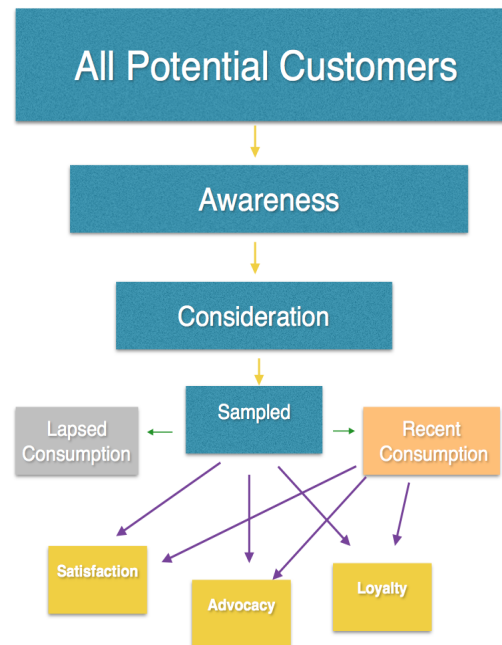 All Potential Customers
Awareness
Consideration
Sampled
Lapsed
Consumption
Recent
Consumption
Satisfaction
Advocacy
Loyalty